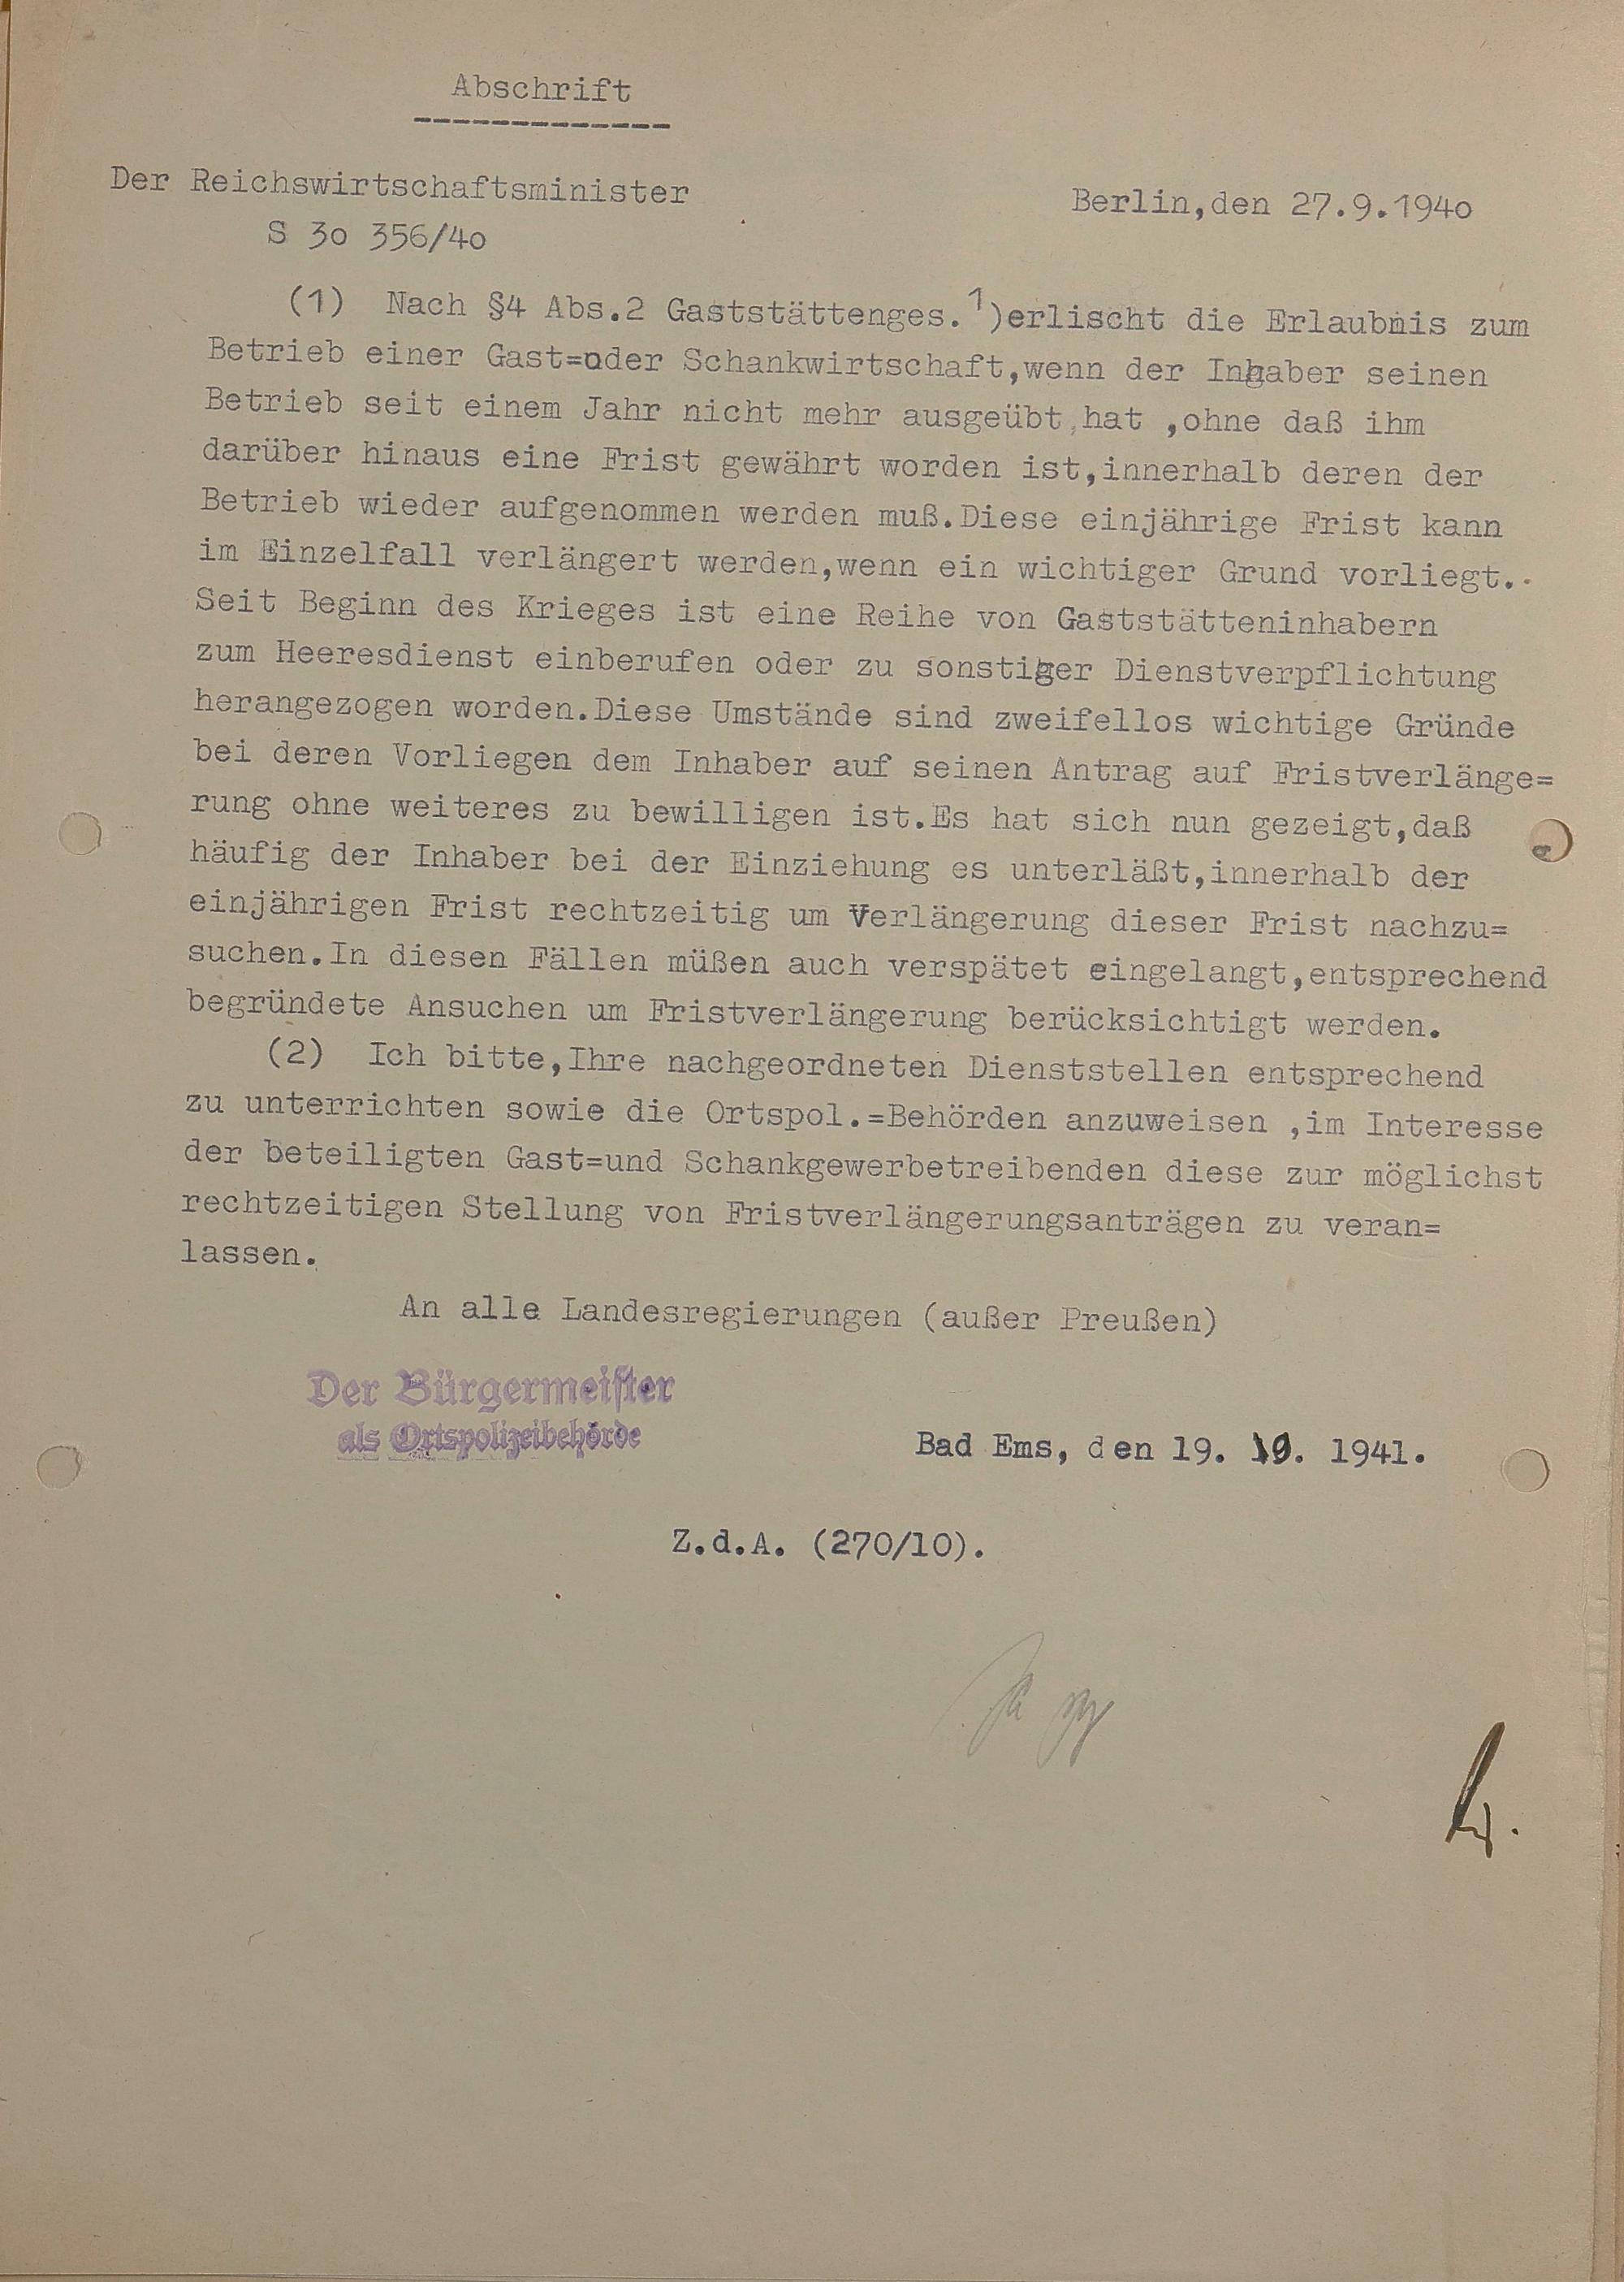 Abschrift
Der Reichswirtschaftsminister
Berlin,den 27.9.1940
S 30 356/40
(1) Nach §4 Abs.2 Gaststättenges.1)erlischt die Erlaubnis zum
Betrieb einer Gast=oder Schankwirtschaft,wenn der Inhaber seinen
Betrieb seit einem Jahr nicht mehr ausgeübt hat ,ohne daß ihm
darüber hinaus eine Frist gewährt worden ist,innerhalb deren der
Betrieb wieder aufgenommen werden muß.Diese einjährige Frist kann
im Einzelfall verlängert werden,wenn ein wichtiger Grund vorliegt..
Seit Beginn des Krieges ist eine Reihe von Gaststätteninhabern
zum Heeresdienst einberufen oder zu sonstiger Dienstverpflichtung
herangezogen worden.Diese Umstände sind zweifellos wichtige Gründe
bei deren Vorliegen dem Inhaber auf seinen Antrag auf Fristverlänge=
rung ohne weiteres zu bewilligen ist.Es hat sich nun gezeigt,daß
häufig der Inhaber bei der Einziehung es unterläßt,innerhalb der
einjährigen Frist rechtzeitig um Verlängerung dieser Frist nachzu=
suchen.In diesen Fällen müßen auch verspätet eingelangt,entsprechend
begründete Ansuchen um Fristverlängerung berücksichtigt werden.
(2) Ich bitte,Ihre nachgeordneten Dienststellen entsprechend
zu unterrichten sowie die Ortspol.=Behörden anzuweisen ,im Interesse
der beteiligten Gast=und Schankgewerbetreibenden diese zur möglichst
rechtzeitigen Stellung von Fristverlängerungsanträgen zu veran=
lassen.
An alle Landesregierungen (außer Preußen)
Der Bürgermeister
als Ortspolizeibehörde
Bad Ems, den 19. 10. 1941.
Z.d.A. (270/10).